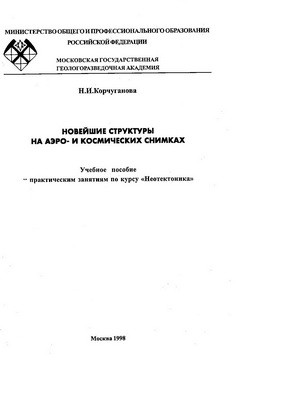 МИНИСТЕРСТВО ОБЩЕГО И ПРОФЕССИОНАЛЬНОГО ОБРАЗОВАНИЯ
РОССИЙСКОЙ ФЕДЕРАЦИИ
МОСКОВСКАЯ ГОСУДАРСТВЕННАЯ
ГЕОЛОГОРАЗВЕДОЧНАЯ АКАДЕМИЯ
Н.И.Корчуганова
НОВЕЙШИЕ СТРУКТУРЫ
НА АЭРО- И КОСМИЧЕСКИХ СНИМКАХ
Учебное пособие
– практическим занятиям по курсу «Неотектоника»
Москва 1998